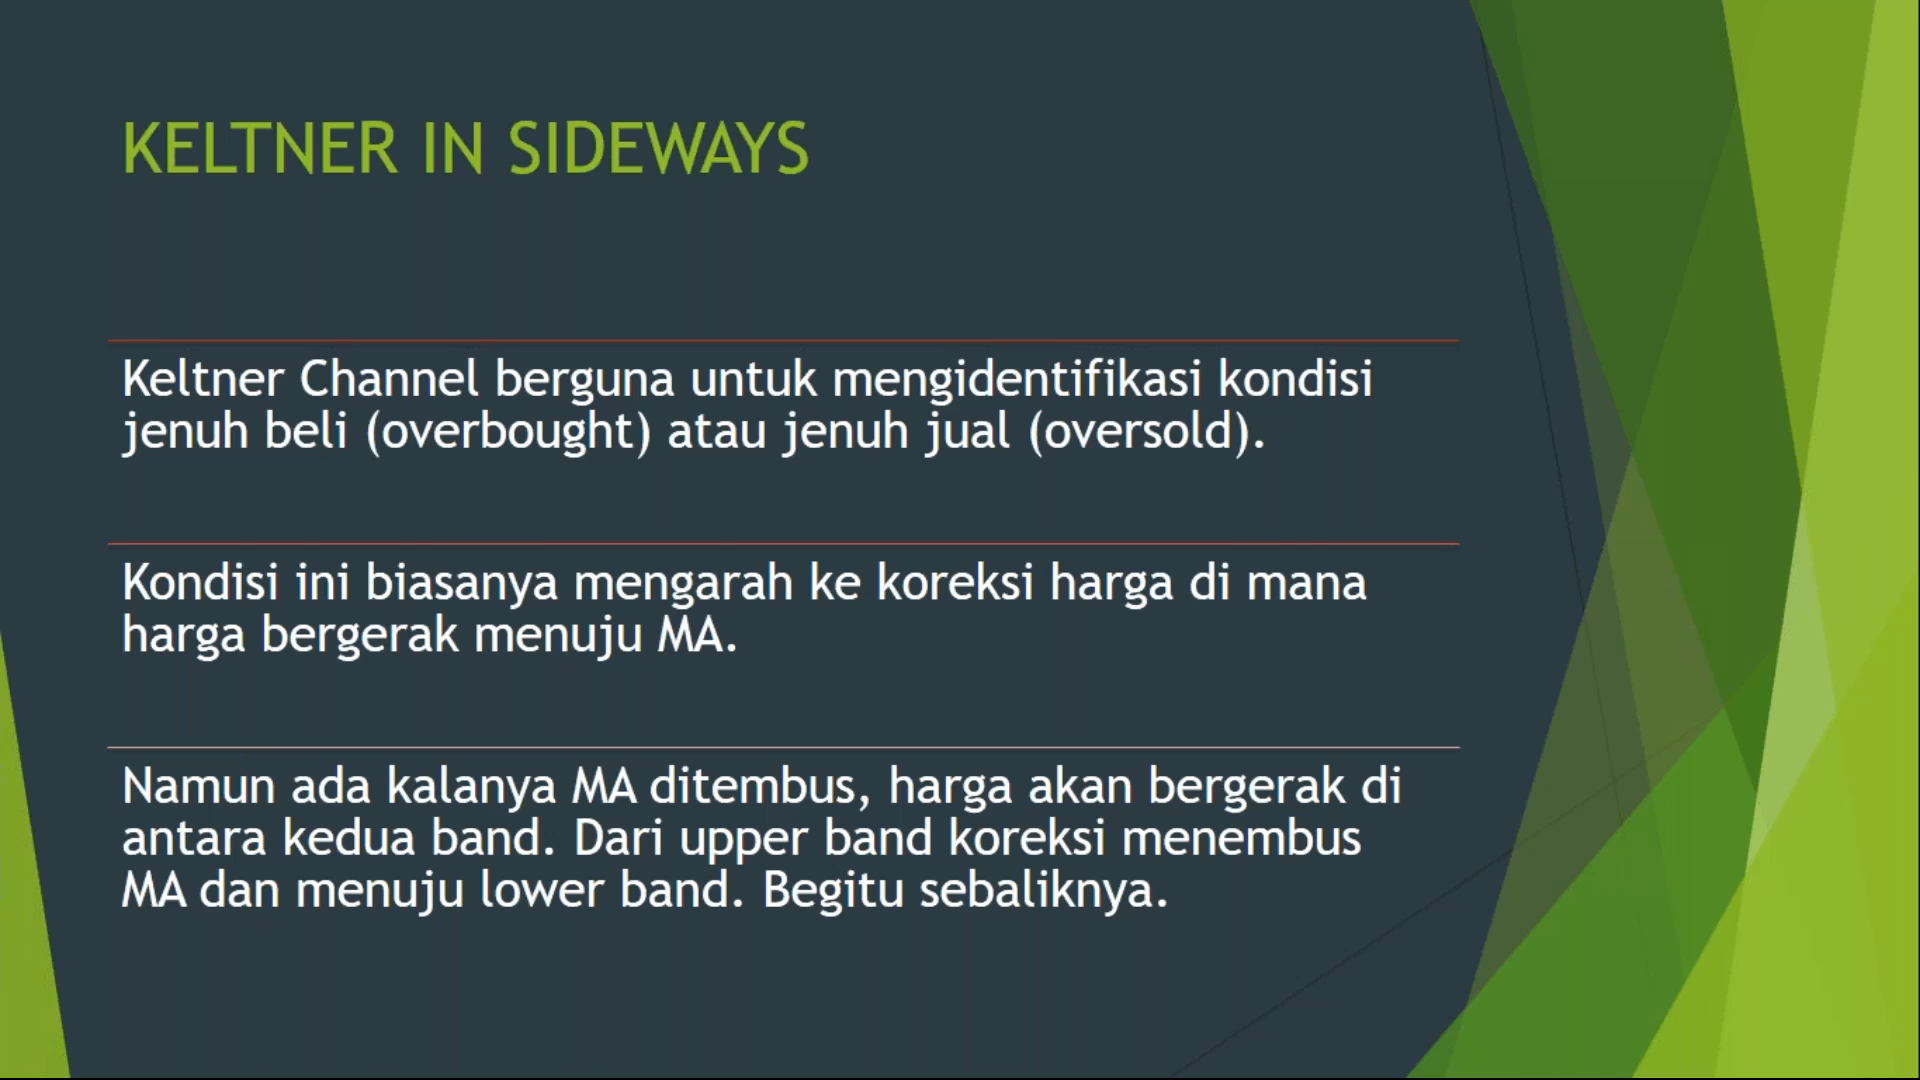 KELTNER IN SIDEWAYS
Keltner Channel berguna untuk mengidentifikasi kondisi
jenuh beli (overbought) atau jenuh jual (oversold).
Kondisi ini biasanya mengarah ke koreksi harga di mana
harga bergerak menuju MA.
Namun ada kalanya MA ditembus, harga akan bergerak di
antara kedua band. Dari upper band koreksi menembus
MA dan menuju lower band. Begitu sebaliknya.